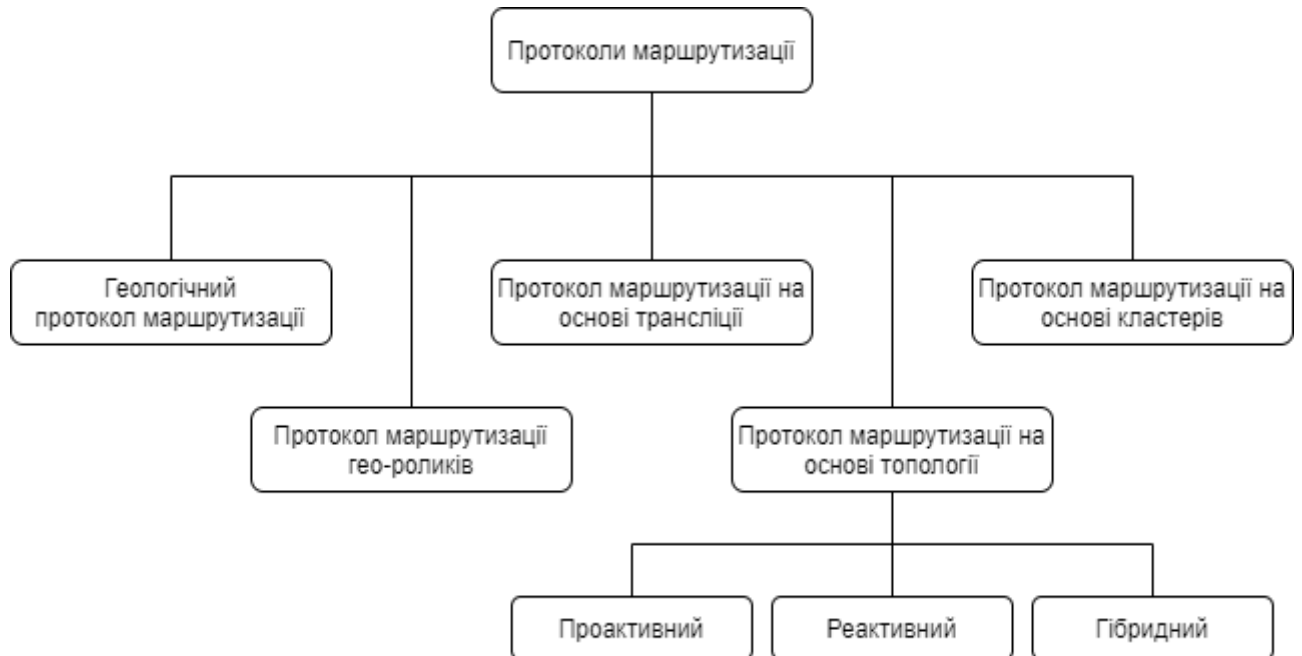 Протоколи маршрутизації
Геологічний
протокол маршрутизації
Протокол маршрутизації на
основі трансліції
Протокол маршрутизації на
основі кластерів
Протокол маршрутизації
гео-роликів
Протокол маршрутизації на
основі топології
Проактивний
Реактивний
Гібридний